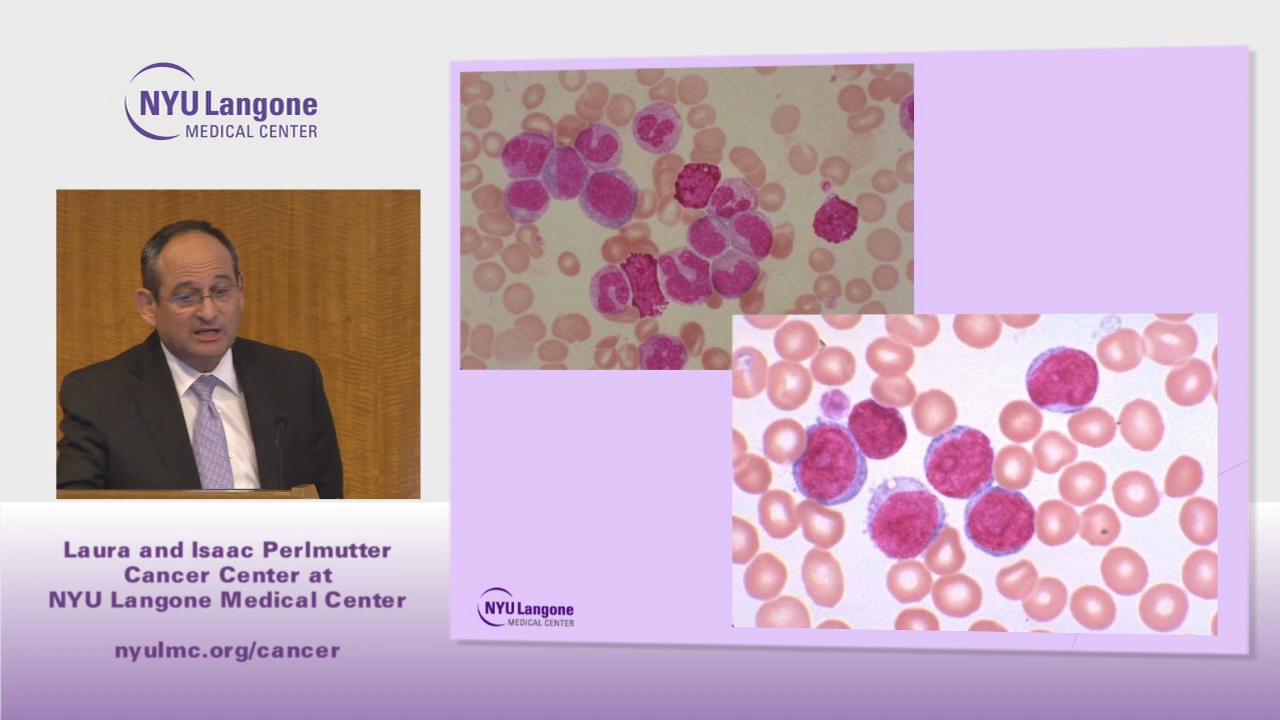 NYU Langone
MEDICAL CENTER
Laura and Isaac Perlmutter
Cancer Center at
NYU Langone Medical Center
nyulmc.org/cancer
NYU Langone
MEDICAL CENTER